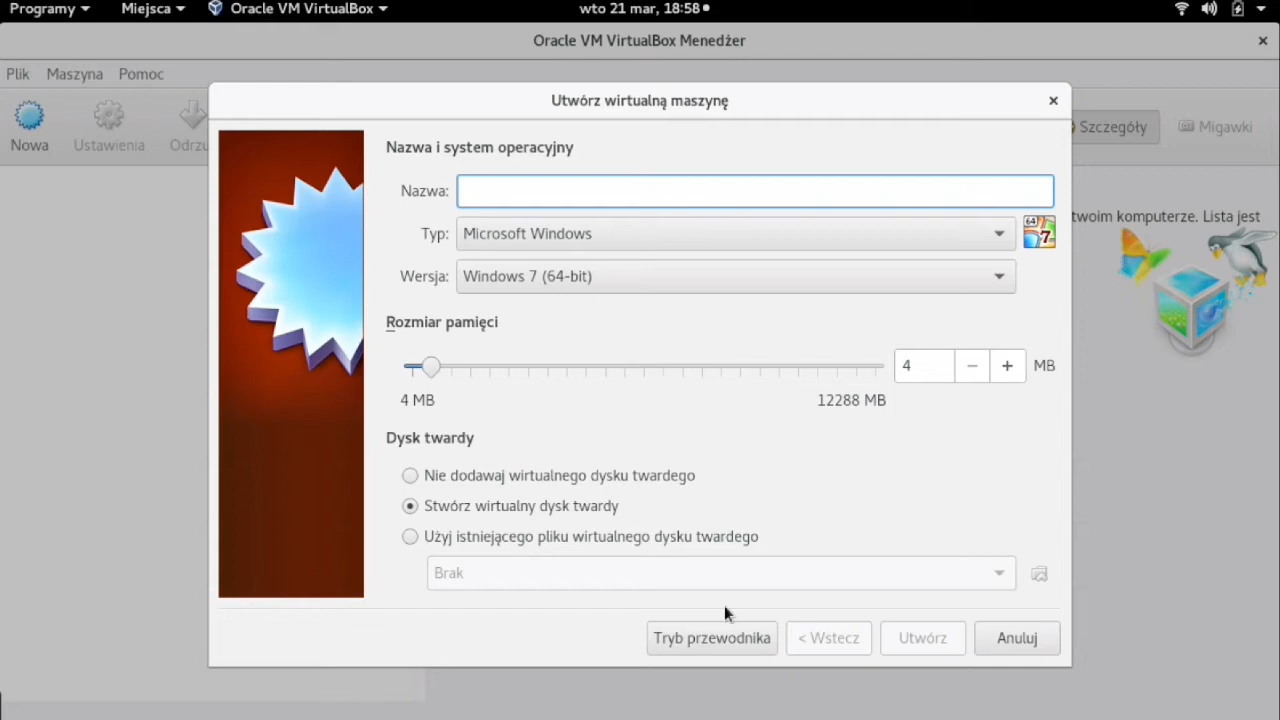 Programy Miejsca Oracle VM VirtualBox wto 21 mar, 18:58
Oracle VM VirtualBox Menedżer
Plik Maszyna Pomoc
Utwórz wirtualną maszynę
Nowa Ustawienia Odrzu Szczegóły Migawki
Nazwa i system operacyjny
Nazwa:
twoim komputerze. Lista jest
Typ: Microsoft Windows 64 7
Wersja: Windows 7 (64-bit)
Rozmiar pamięci
4 MB
4 MB 12288 MB
Dysk twardy
Nie dodawaj wirtualnego dysku twardego
Stwórz wirtualny dysk twardy
Użyj istniejącego pliku wirtualnego dysku twardego
Brak
Tryb przewodnika < Wstecz Utwórz Anuluj